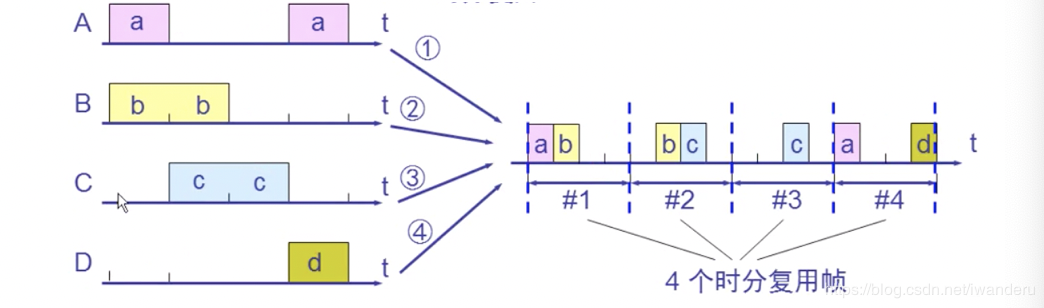 A a a t ①
B b b t ②
C c c t ③
D d t ④
a b b c c a d t
#1 #2 #3 #4
4 个时分复用帧
https://blog.csdn.net/iwanderu